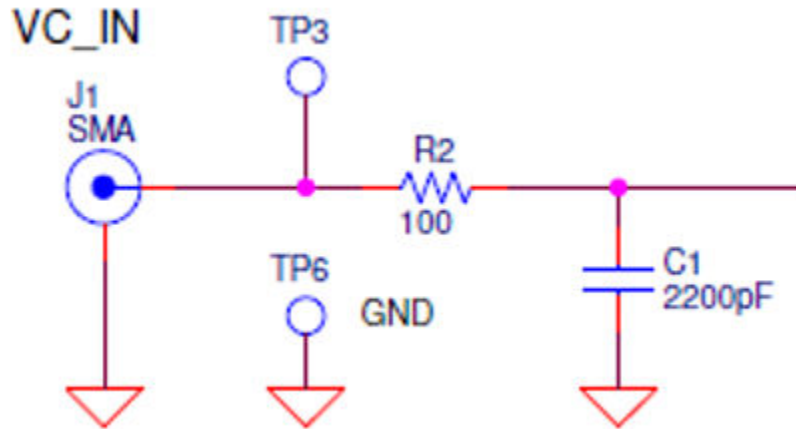 VC_IN
TP3
J1
SMA
R2
100
TP6
GND
C1
2200pF